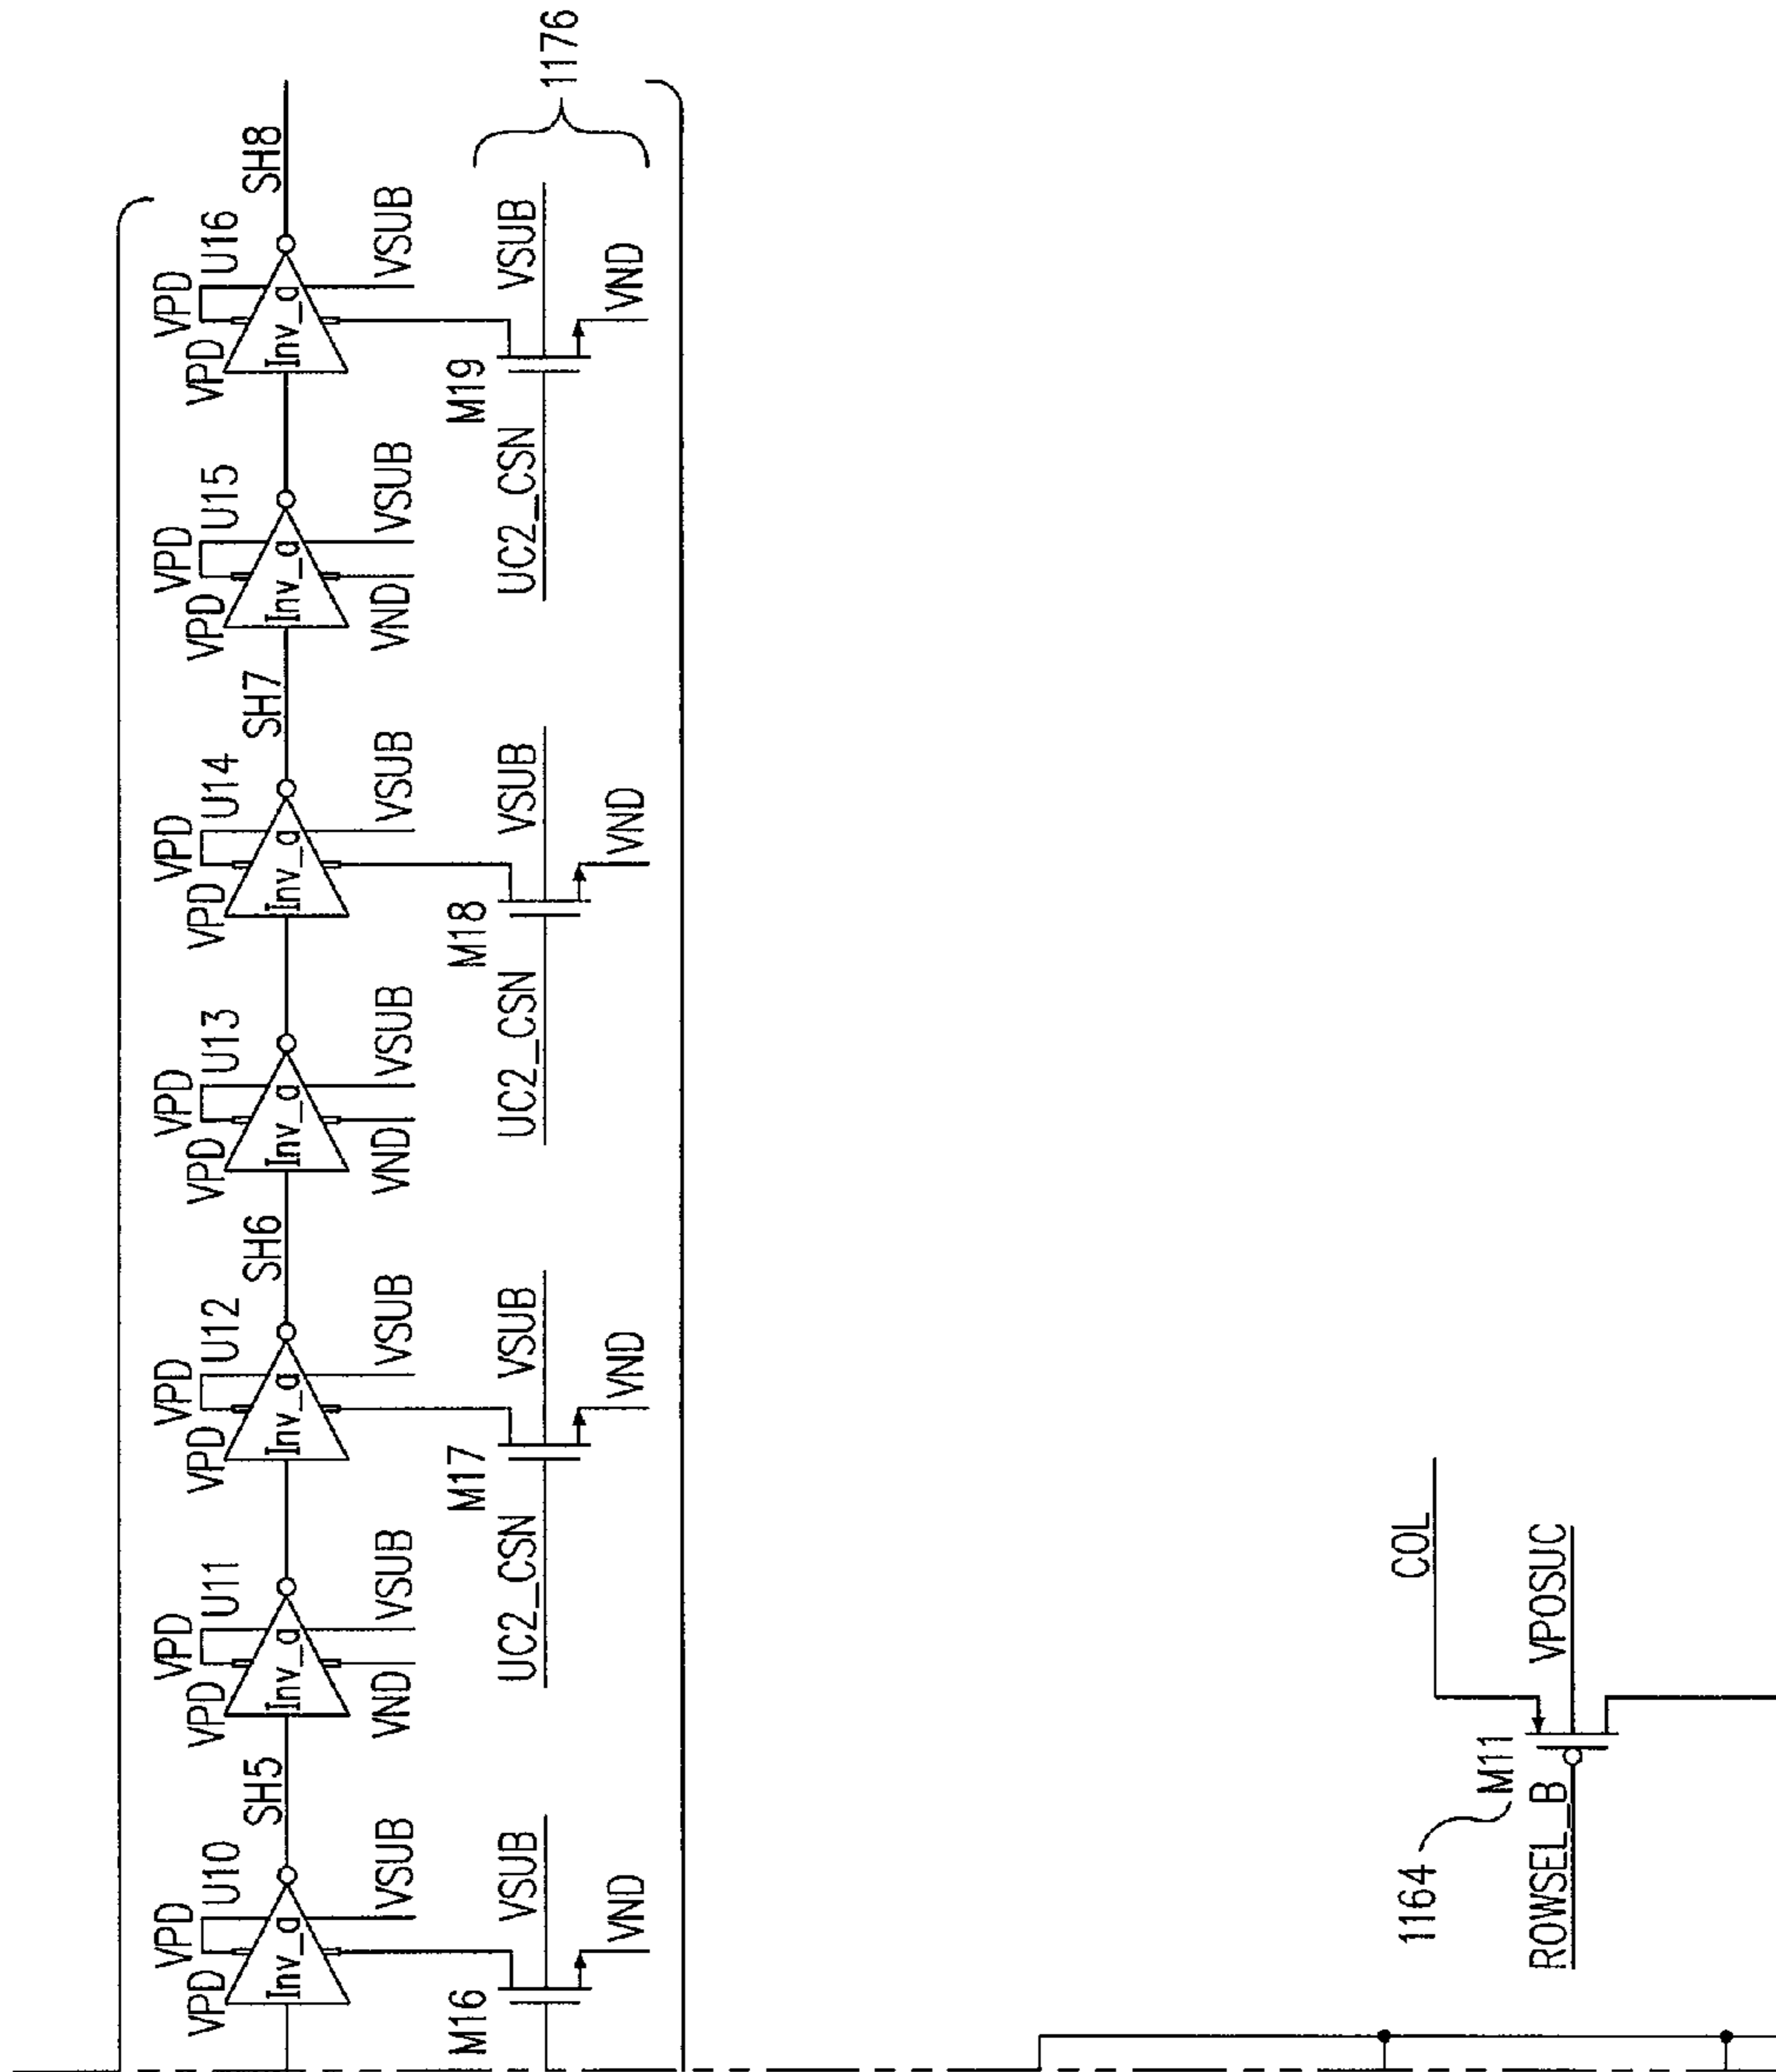 VPD
VPD
U10
Inv_a
VSUB
SH5
VPD
VPD
U11
Inv_a
VND
VSUB
VPD
VPD
U12
Inv_a
VSUB
SH6
VPD
VPD
U13
Inv_a
VND
VSUB
VPD
VPD
U14
Inv_a
VSUB
SH7
VPD
VPD
U15
Inv_a
VND
VSUB
VPD
VPD
U16
Inv_a
VSUB
SH8
M16
VSUB
VND
M17
UC2_CSN
VSUB
VND
M18
UC2_CSN
VSUB
VND
M19
UC2_CSN
VSUB
VND
1176
COL
1164
M11
ROWSEL_B
VPOSUC